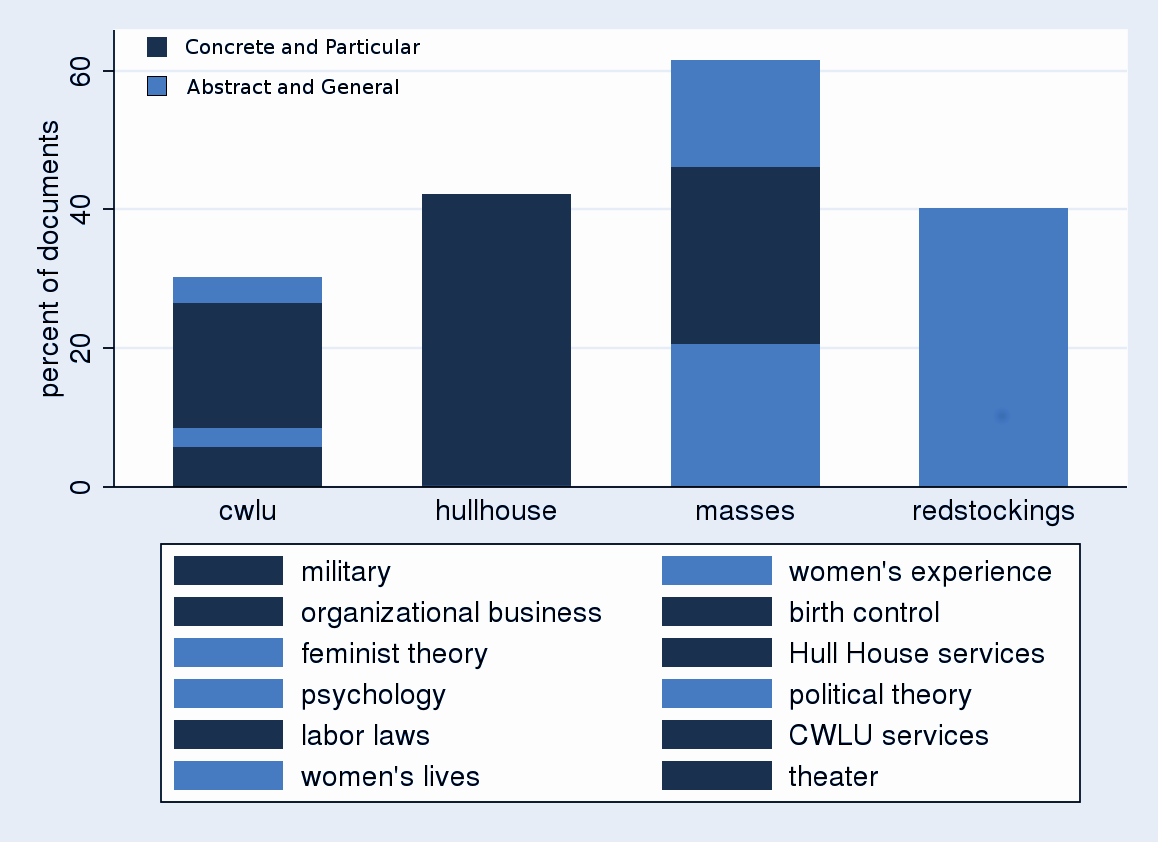 Concrete and Particular
Abstract and General
percent of documents
60
40
20
0
cwlu hullhouse masses redstockings
military women's experience
organizational business birth control
feminist theory Hull House services
psychology political theory
labor laws CWLU services
women's lives theater